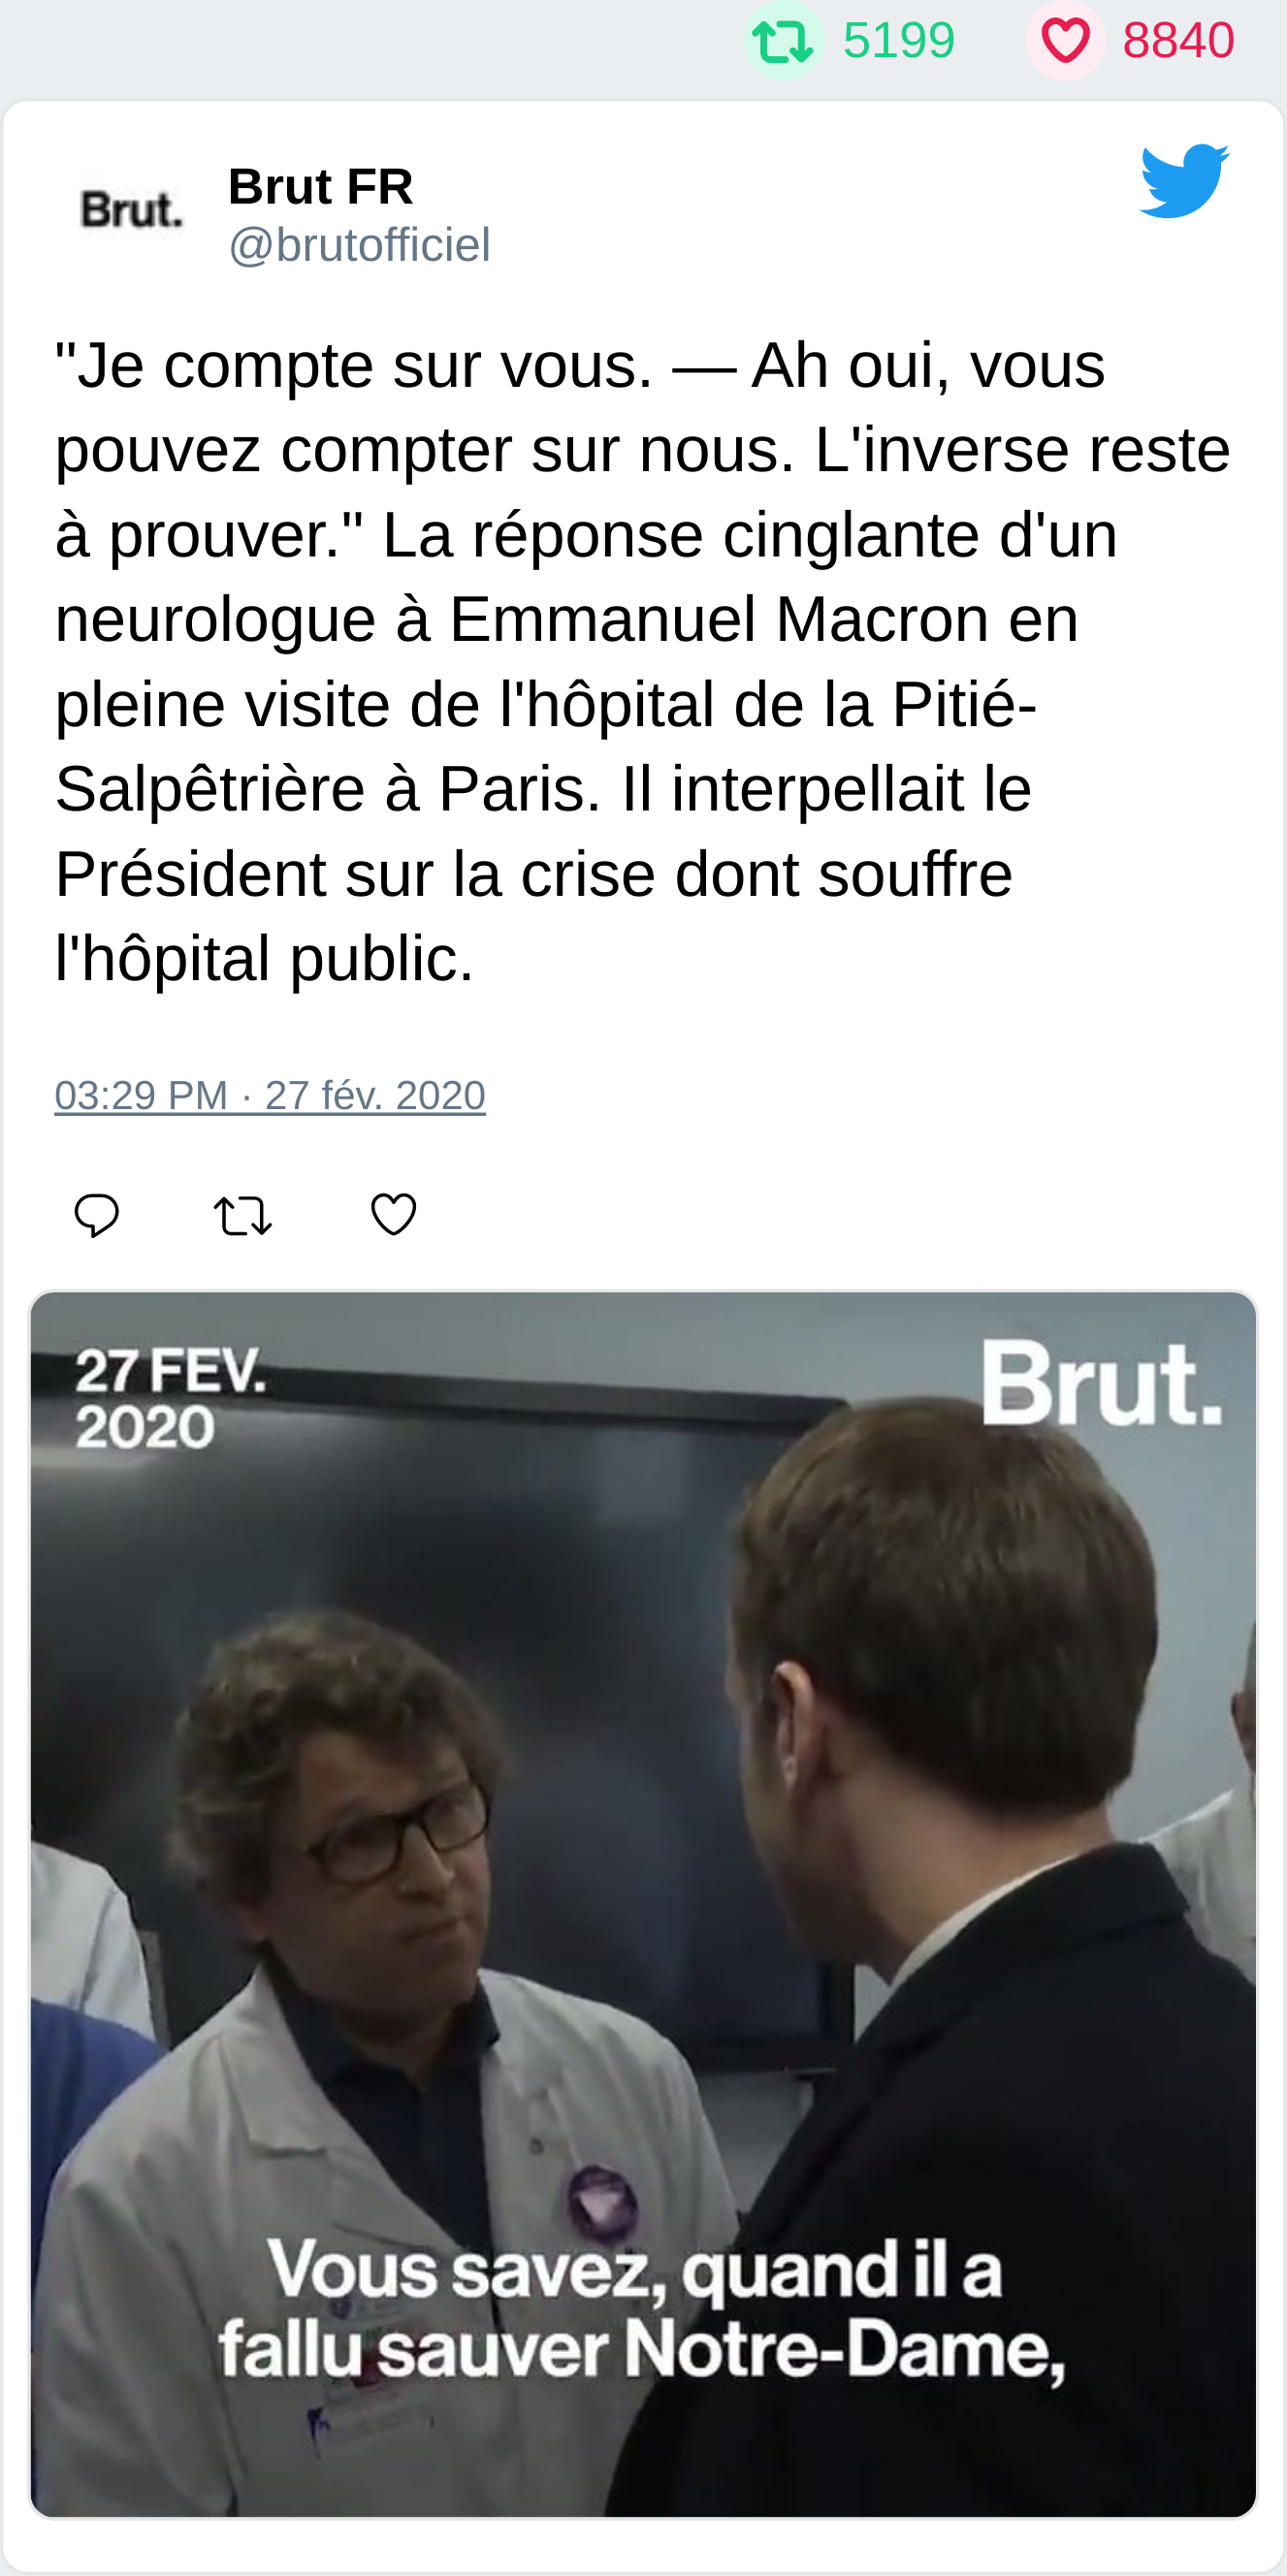 5199 8840
Brut.
Brut FR
@brutofficiel
"Je compte sur vous. — Ah oui, vous
pouvez compter sur nous. L'inverse reste
à prouver." La réponse cinglante d'un
neurologue à Emmanuel Macron en
pleine visite de l'hôpital de la Pitié-
Salpêtrière à Paris. Il interpellait le
Président sur la crise dont souffre
l'hôpital public.
03:29 PM · 27 fév. 2020
27 FEV.
2020
Brut.
Vous savez, quand il a
fallu sauver Notre-Dame,